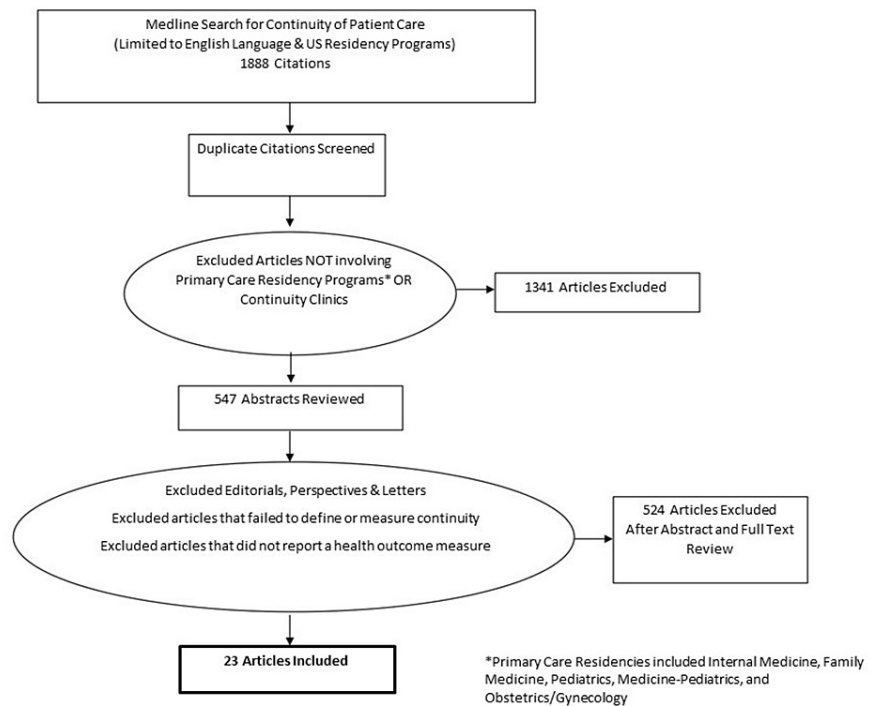 Medline Search for Continuity of Patient Care
(Limited to English Language & US Residency Programs)
1888 Citations
Duplicate Citations Screened
Excluded Articles NOT involving
Primary Care Residency Programs* OR
Continuity Clinics
1341 Articles Excluded
547 Abstracts Reviewed
Excluded Editorials, Perspectives & Letters
Excluded articles that failed to define or measure continuity
Excluded articles that did not report a health outcome measure
524 Articles Excluded
After Abstract and Full Text
Review
23 Articles Included
*Primary Care Residencies included Internal Medicine, Family
Medicine, Pediatrics, Medicine-Pediatrics, and
Obstetrics/Gynecology